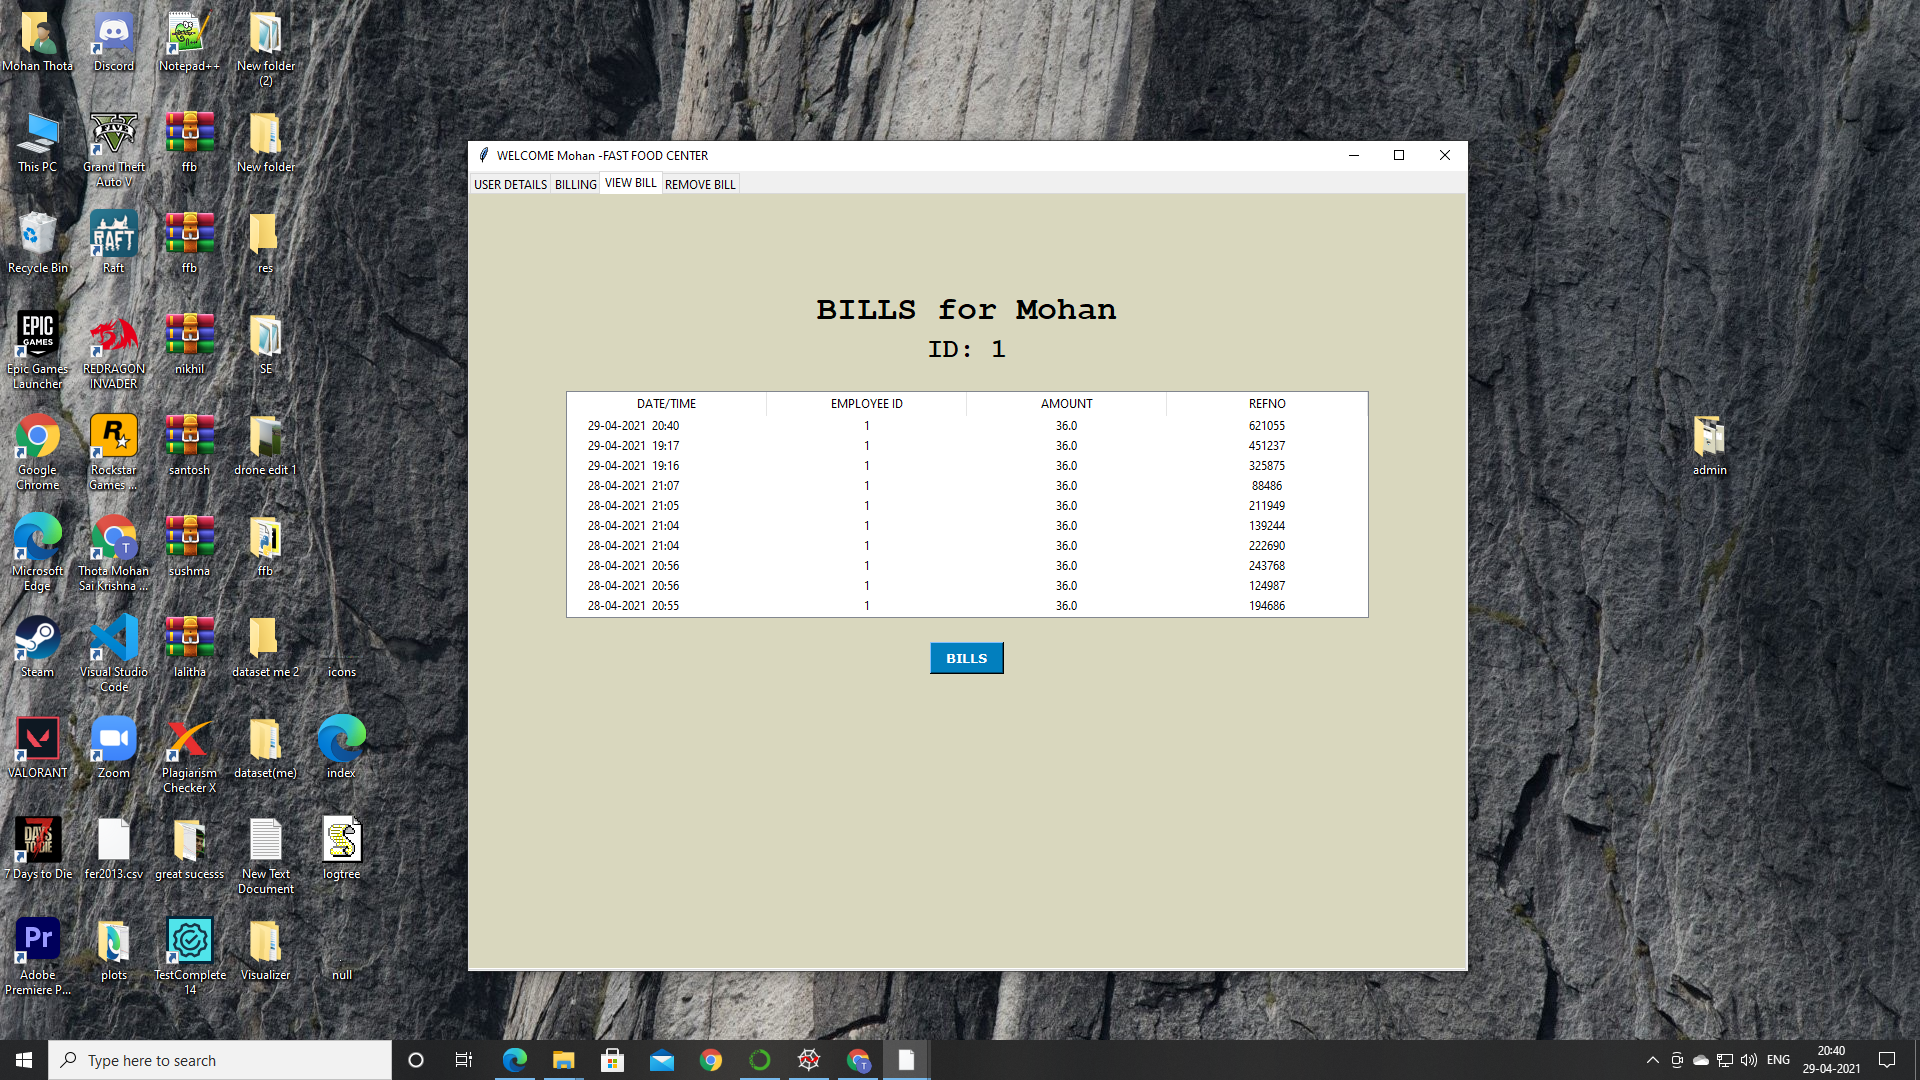 Mohan Thota
Discord
Notepad++
New folder
(2)
This PC
Grand Theft
Auto V
ffb
New folder
Recycle Bin
RAFT
Raft
ffb
res
EPIC
GAMES
Epic Games
Launcher
REDRAGON
INVADER
nikhil
SE
Google
Chrome
Rockstar
Games ...
santosh
drone edit 1
Microsoft
Edge
Thota Mohan
Sai Krishna ...
sushma
ffb
Steam
Visual Studio
Code
lalitha
dataset me 2
icons
VALORANT
Zoom
Plagiarism
Checker X
dataset(me)
index
7 Days to Die
fer2013.csv
great sucesss
New Text
Document
logtree
Pr
Adobe
Premiere P...
plots
TestComplete
14
Visualizer
null
WELCOME Mohan -FAST FOOD CENTER
USER DETAILS BILLING VIEW BILL REMOVE BILL
BILLS for Mohan
ID: 1
DATE/TIME EMPLOYEE ID AMOUNT REFNO
29-04-2021 20:40 1 36.0 621055
29-04-2021 19:17 1 36.0 451237
29-04-2021 19:16 1 36.0 325875
28-04-2021 21:07 1 36.0 88486
28-04-2021 21:05 1 36.0 211949
28-04-2021 21:04 1 36.0 139244
28-04-2021 21:04 1 36.0 222690
28-04-2021 20:56 1 36.0 243768
28-04-2021 20:56 1 36.0 124987
28-04-2021 20:55 1 36.0 194686
BILLS
admin
Type here to search
ENG
20:40
29-04-2021